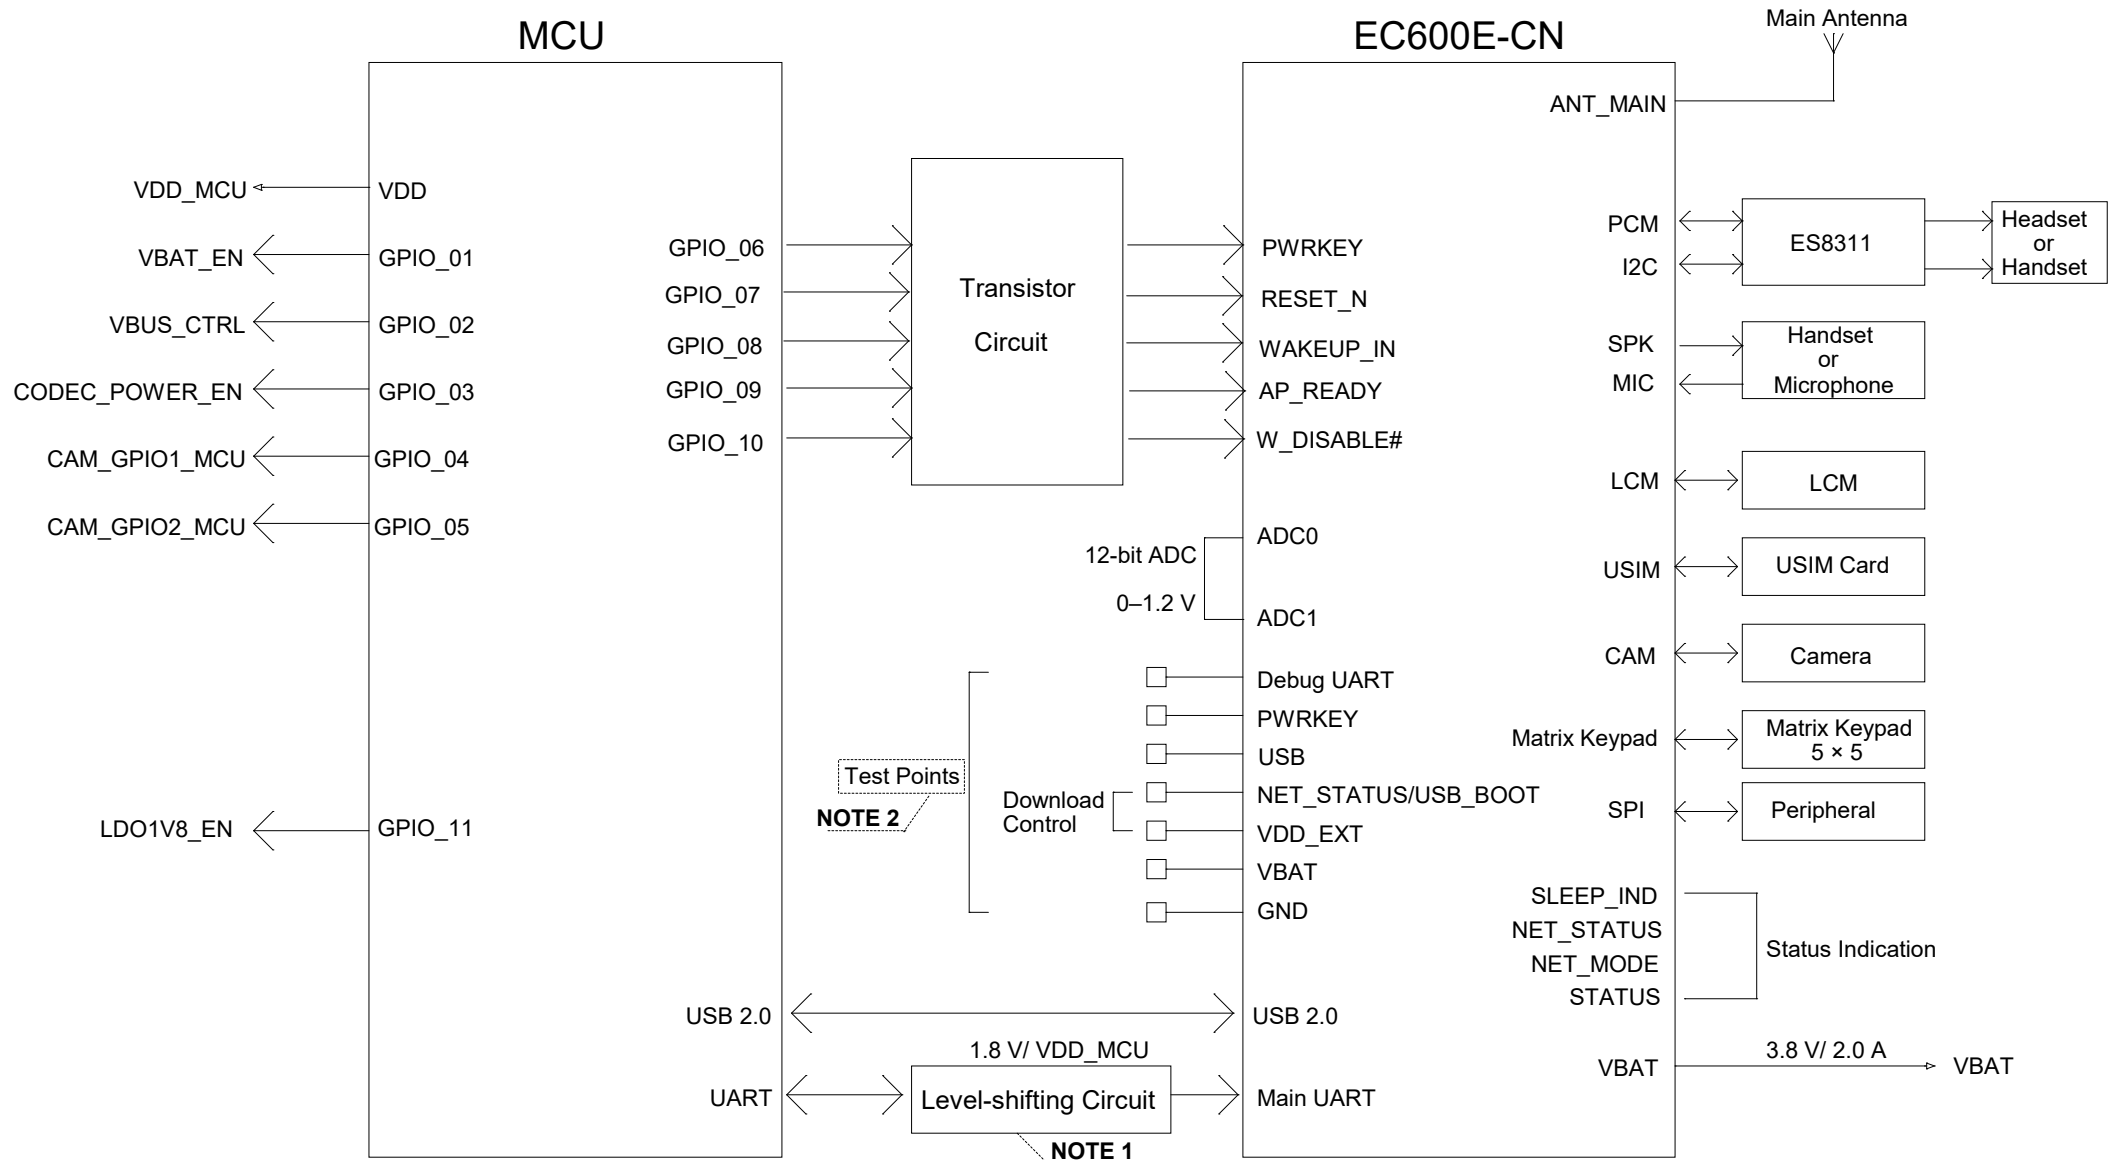 MCU
EC600E-CN
Main Antenna
ANT_MAIN
VDD_MCU
VDD
VBAT_EN
GPIO_01
VBUS_CTRL
GPIO_02
CODEC_POWER_EN
GPIO_03
CAM_GPIO1_MCU
GPIO_04
CAM_GPIO2_MCU
GPIO_05
LDO1V8_EN
GPIO_11
GPIO_06
GPIO_07
GPIO_08
GPIO_09
GPIO_10
USB 2.0
UART
Transistor
Circuit
PWRKEY
RESET_N
WAKEUP_IN
AP_READY
W_DISABLE#
12-bit ADC
0–1.2 V
ADC0
ADC1
Test Points
NOTE 2
Download
Control
Debug UART
PWRKEY
USB
NET_STATUS/USB_BOOT
VDD_EXT
VBAT
GND
USB 2.0
1.8 V/ VDD_MCU
Level-shifting Circuit
NOTE 1
Main UART
PCM
I2C
ES8311
Headset
or
Handset
SPK
MIC
Handset
or
Microphone
LCM
LCM
USIM
USIM Card
CAM
Camera
Matrix Keypad
Matrix Keypad
5 × 5
SPI
Peripheral
SLEEP_IND
NET_STATUS
NET_MODE
STATUS
Status Indication
VBAT
3.8 V/ 2.0 A
VBAT